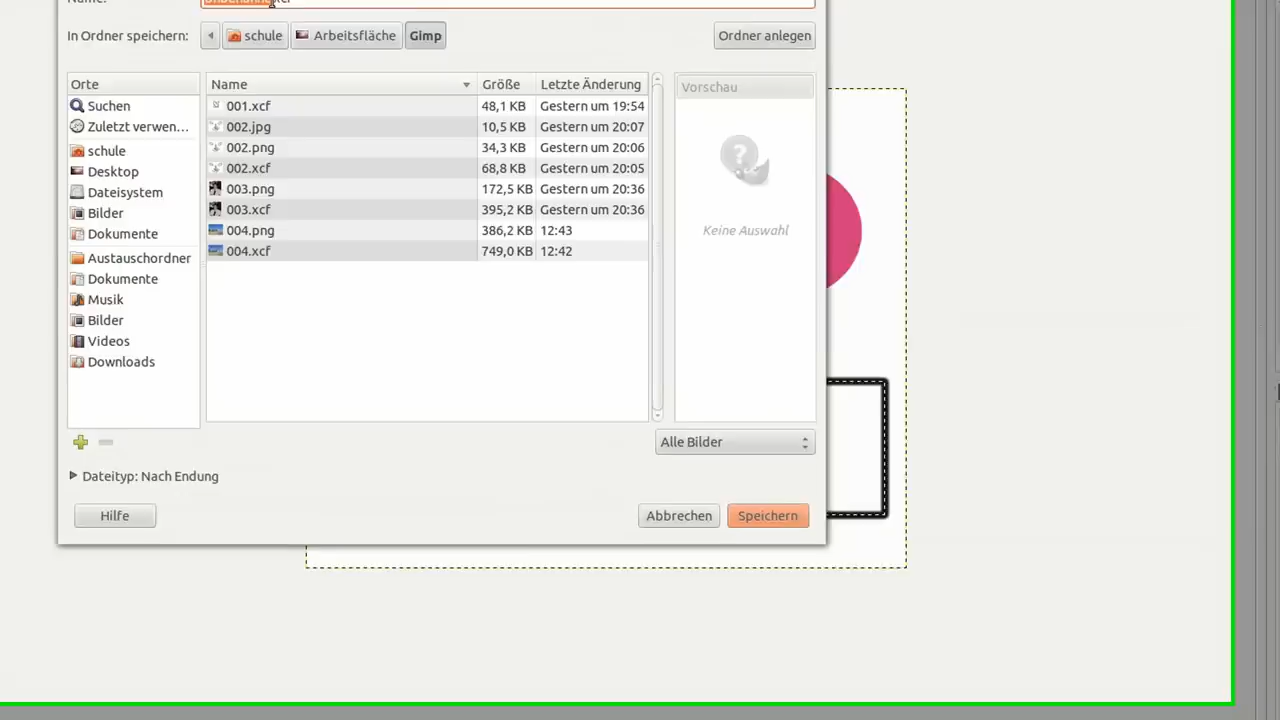 In Ordner speichern: schule Arbeitsfläche Gimp Ordner anlegen
Orte Name Größe Letzte Änderung Vorschau
Suchen 001.xcf 48,1 KB Gestern um 19:54
Zuletzt verwen... 002.jpg 10,5 KB Gestern um 20:07
002.png 34,3 KB Gestern um 20:06
schule
002.xcf 68,8 KB Gestern um 20:05
Desktop
003.png 172,5 KB Gestern um 20:36
Dateisystem
003.xcf 395,2 KB Gestern um 20:36
Bilder
004.png 386,2 KB 12:43
Dokumente Keine Auswahl
004.xcf 749,0 KB 12:42
Austauschordner
Dokumente
Musik
Bilder
Videos
Downloads
Alle Bilder
Dateityp: Nach Endung
Hilfe Abbrechen Speichern